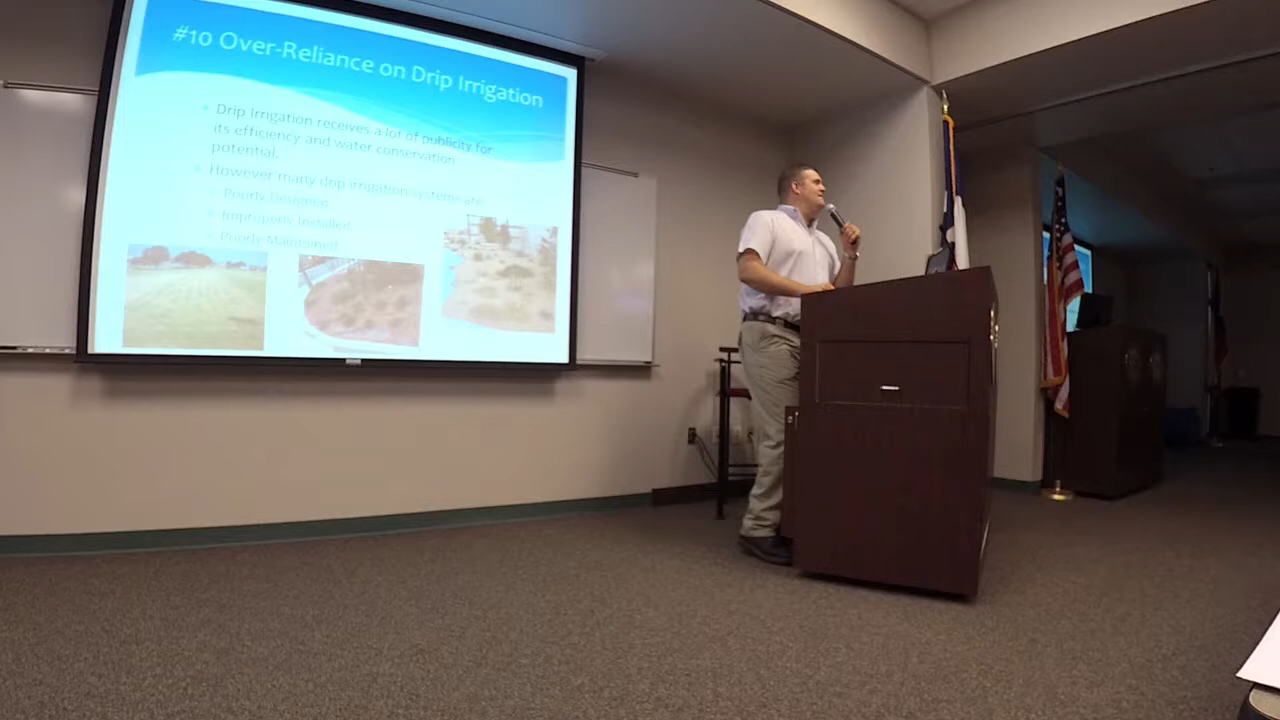 #10 Over-Reliance on Drip Irrigation
Drip Irrigation receives a lot of publicity for
its efficiency and water conservation
potential.
However many drip irrigation systems are
Poorly Designed
Improperly Installed
Poorly Maintained